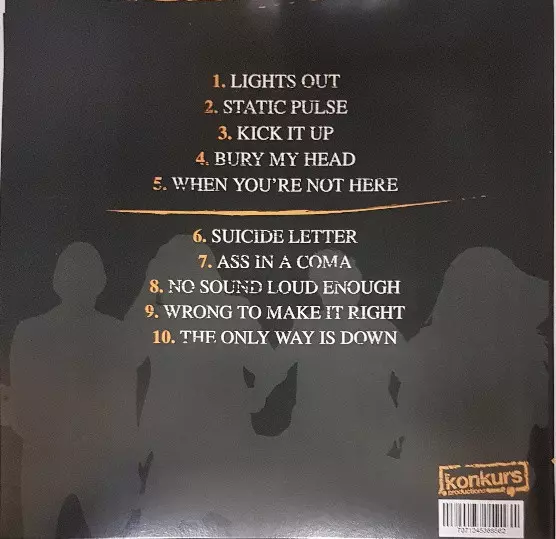 1. LIGHTS OUT
2. STATIC PULSE
3. KICK IT UP
4. BURY MY HEAD
5. WHEN YOU'RE NOT HERE
6. SUICIDE LETTER
7. ASS IN A COMA
8. NO SOUND LOUD ENOUGH
9. WRONG TO MAKE IT RIGHT
10. THE ONLY WAY IS DOWN
konkurs
productions